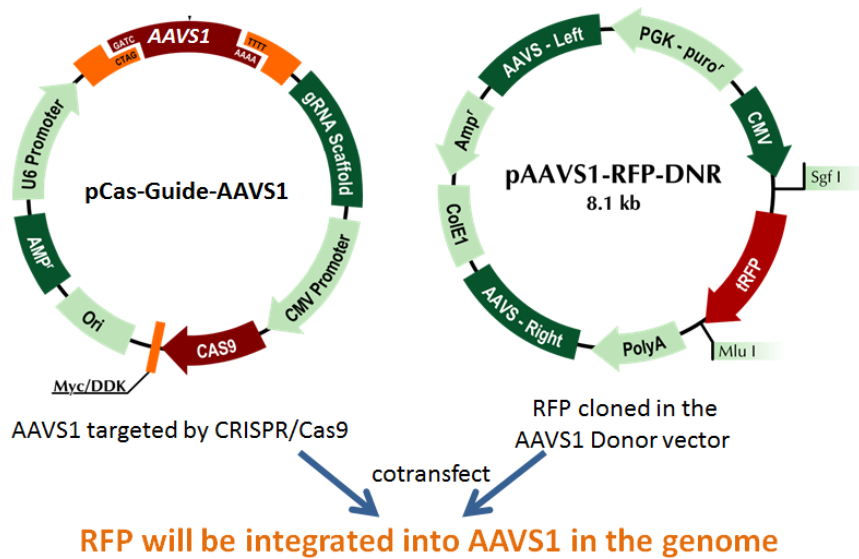 AAVS1
GATC
CTAG
TTTT
AAAA
U6 Promoter
gRNA Scaffold
pCas-Guide-AAVS1
AMPr
CMV Promoter
Ori
CAS9
Myc/DDK
AAVS1 targeted by CRISPR/Cas9
AAVS - Left
PGK - puror
Ampr
CMV
pAAVS1-RFP-DNR
8.1 kb
Sgf I
ColE1
tRFP
AAVS - Right
PolyA
Mlu I
RFP cloned in the
AAVS1 Donor vector
cotransfect
RFP will be integrated into AAVS1 in the genome